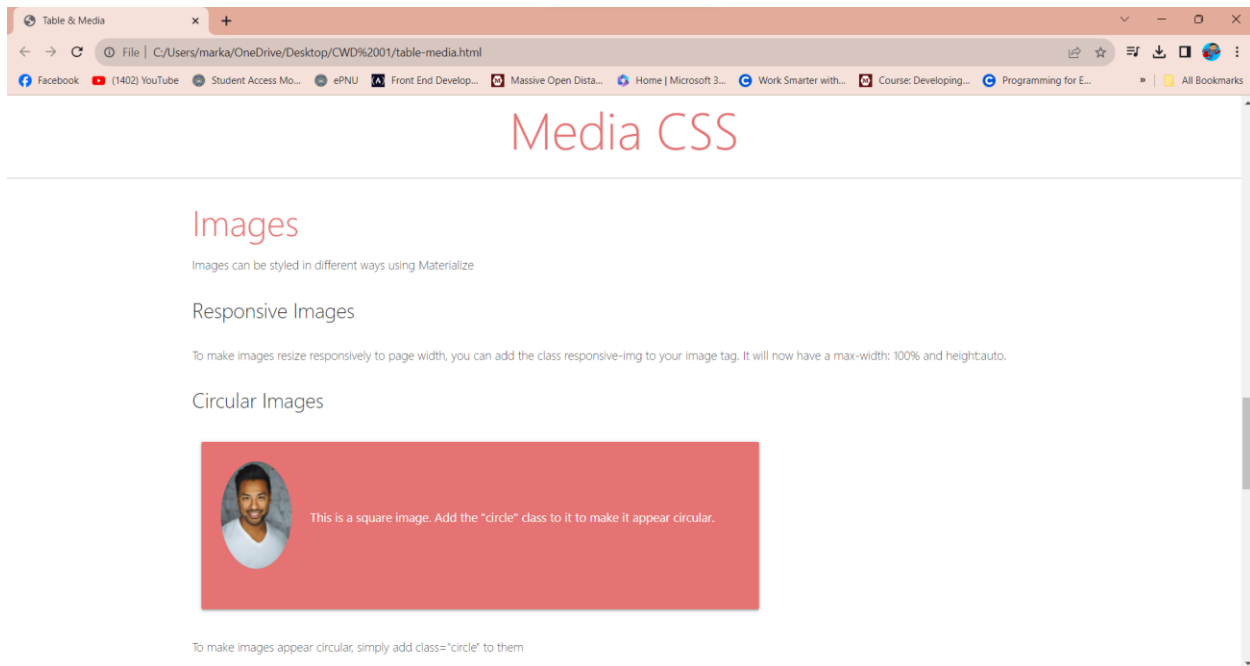 Table & Media
File | C:/Users/marka/OneDrive/Desktop/CWD%2001/table-media.html
Facebook (1402) YouTube Student Access Mo... ePNU Front End Develop... Massive Open Dista... Home | Microsoft 3... Work Smarter with... Course: Developing... Programming for E... » All Bookmarks
Media CSS
Images
Images can be styled in different ways using Materialize
Responsive Images
To make images resize responsively to page width, you can add the class responsive-img to your image tag. It will now have a max-width: 100% and height:auto.
Circular Images
This is a square image. Add the "circle" class to it to make it appear circular.
To make images appear circular, simply add class="circle" to them